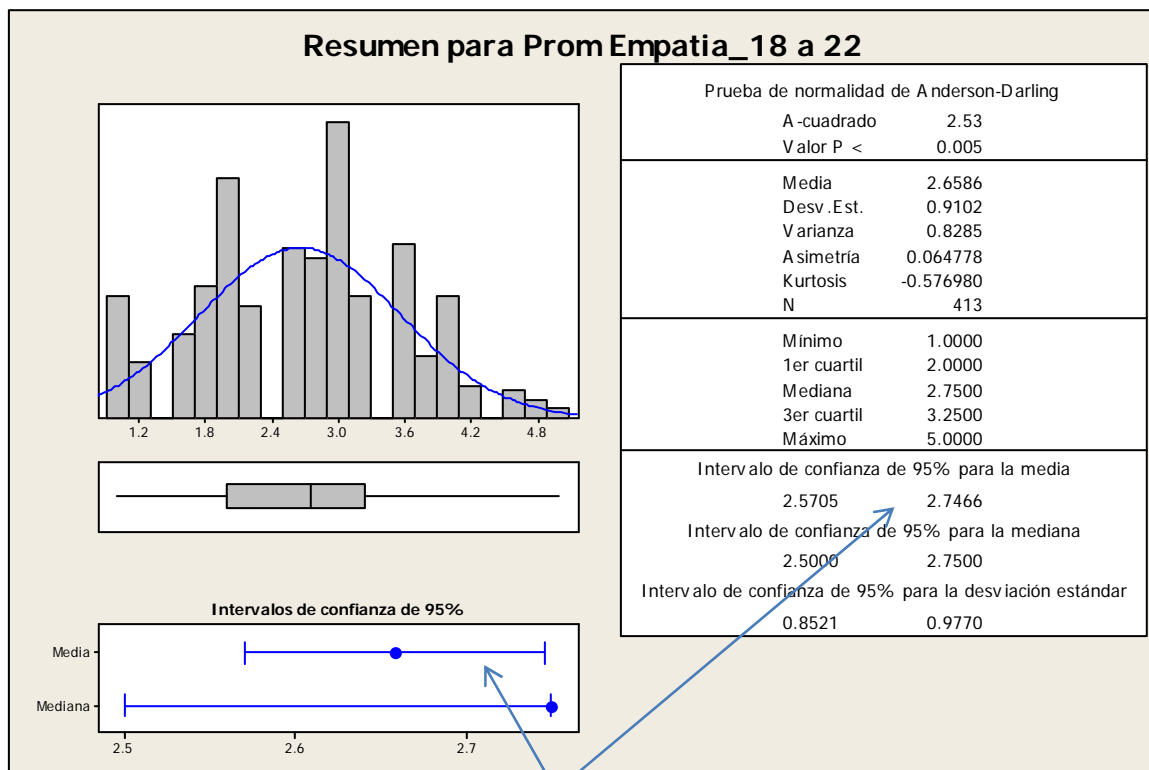 Resumen para Prom Empatia_18 a 22
1.2 1.8 2.4 3.0 3.6 4.2 4.8
Intervalos de confianza de 95%
Media
Mediana
2.5 2.6 2.7
Prueba de normalidad de Anderson-Darling
A-cuadrado 2.53
Valor P < 0.005
Media 2.6586
Desv.Est. 0.9102
Varianza 0.8285
Asimetría 0.064778
Kurtosis -0.576980
N 413
Mínimo 1.0000
1er cuartil 2.0000
Mediana 2.7500
3er cuartil 3.2500
Máximo 5.0000
Intervalo de confianza de 95% para la media
2.5705 2.7466
Intervalo de confianza de 95% para la mediana
2.5000 2.7500
Intervalo de confianza de 95% para la desviación estándar
0.8521 0.9770